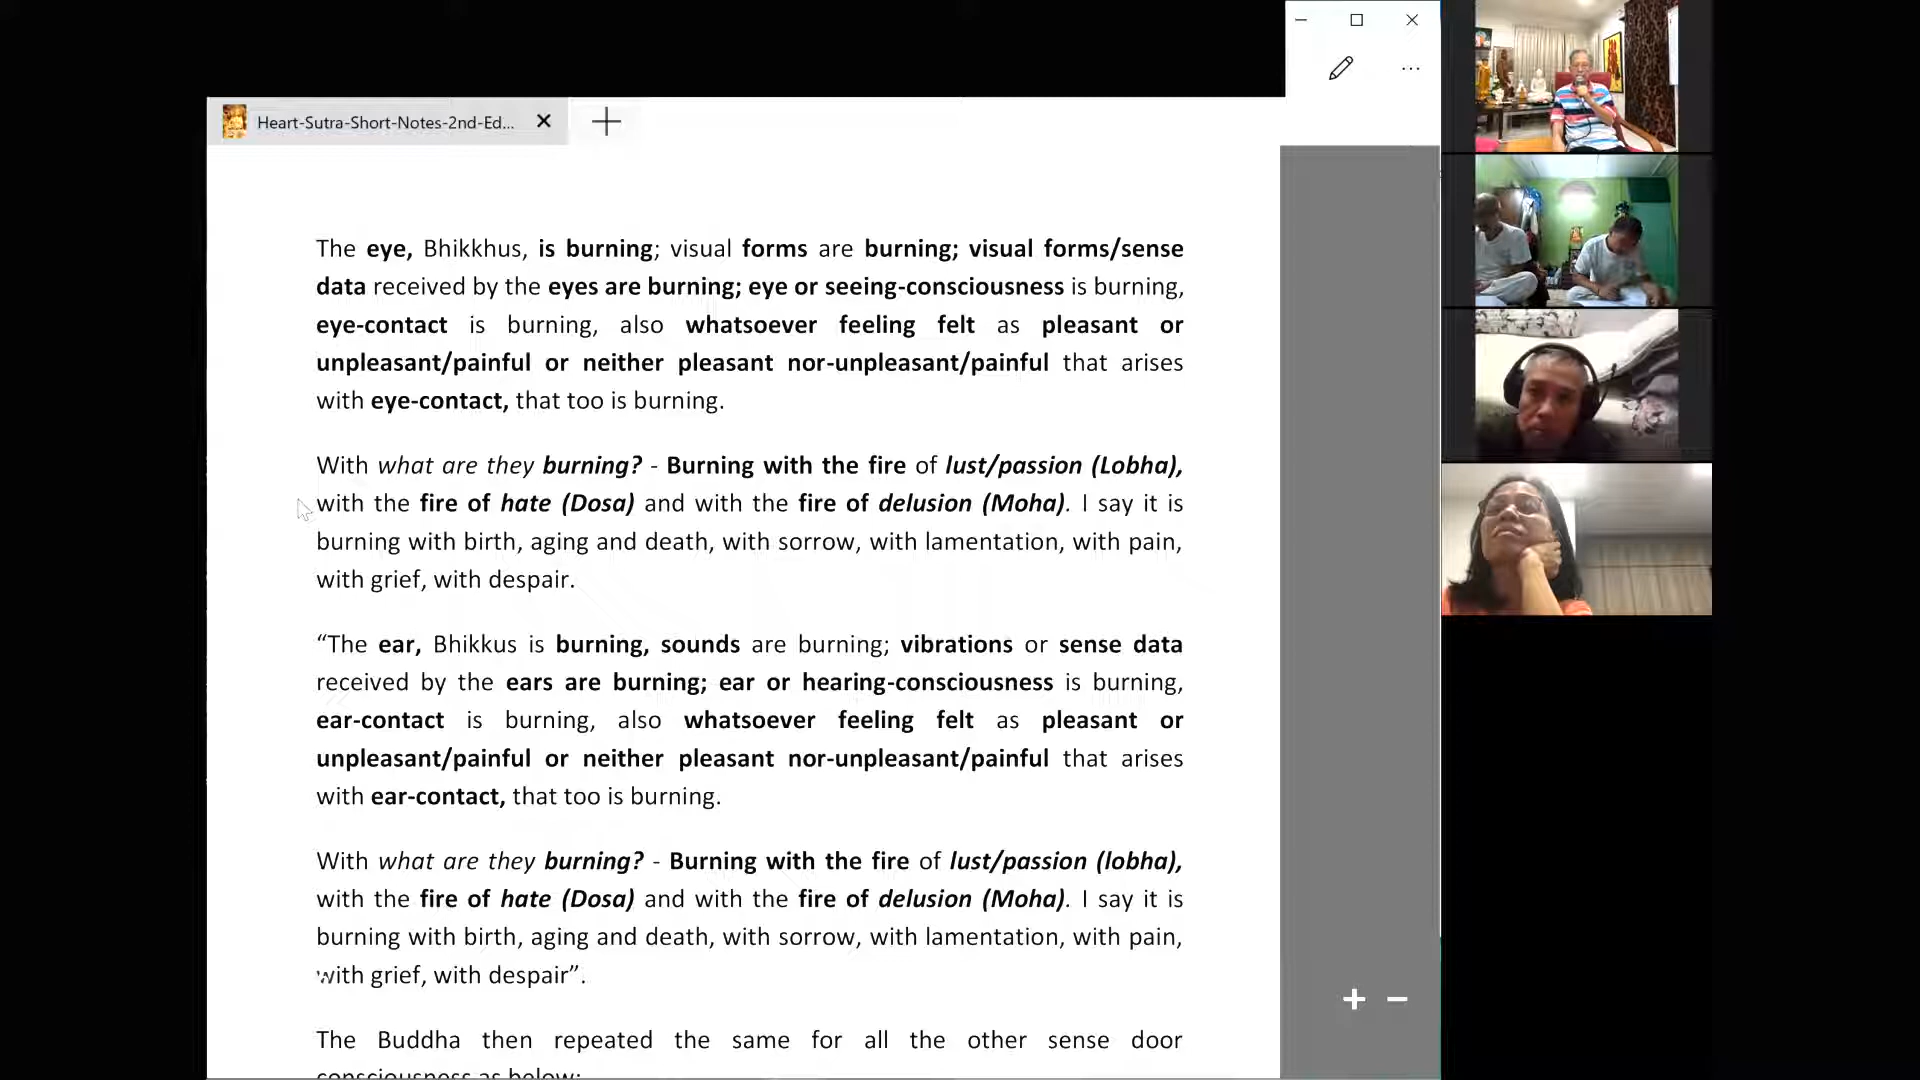 Heart-Sutra-Short-Notes-2nd-Ed...
The eye, Bhikkhus, is burning; visual forms are burning; visual forms/sense
data received by the eyes are burning; eye or seeing-consciousness is burning,
eye-contact is burning, also whatsoever feeling felt as pleasant or
unpleasant/painful or neither pleasant nor-unpleasant/painful that arises
with eye-contact, that too is burning.
With what are they burning? - Burning with the fire of lust/passion (Lobha),
with the fire of hate (Dosa) and with the fire of delusion (Moha). I say it is
burning with birth, aging and death, with sorrow, with lamentation, with pain,
with grief, with despair.
“The ear, Bhikkus is burning, sounds are burning; vibrations or sense data
received by the ears are burning; ear or hearing-consciousness is burning,
ear-contact is burning, also whatsoever feeling felt as pleasant or
unpleasant/painful or neither pleasant nor-unpleasant/painful that arises
with ear-contact, that too is burning.
With what are they burning? - Burning with the fire of lust/passion (lobha),
with the fire of hate (Dosa) and with the fire of delusion (Moha). I say it is
burning with birth, aging and death, with sorrow, with lamentation, with pain,
with grief, with despair”.
The Buddha then repeated the same for all the other sense door
consciousness as below: